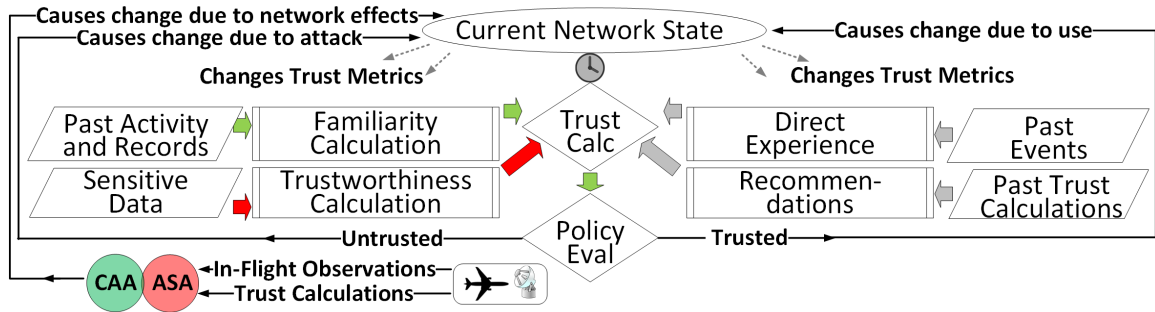 Causes change due to network effects
Causes change due to attack
Current Network State
Causes change due to use
Changes Trust Metrics
Changes Trust Metrics
Past Activity
and Records
Familiarity
Calculation
Trust
Calc
Direct
Experience
Past
Events
Sensitive
Data
Trustworthiness
Calculation
Recommen-
dations
Past Trust
Calculations
Untrusted
Policy
Eval
Trusted
CAA
ASA
In-Flight Observations
Trust Calculations